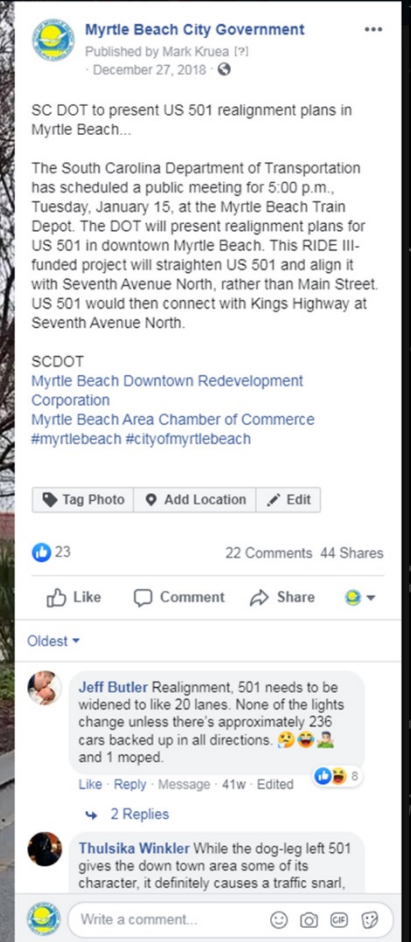 Myrtle Beach City Government
Published by Mark Kruea [?]
· December 27, 2018 ·
SC DOT to present US 501 realignment plans in
Myrtle Beach...
The South Carolina Department of Transportation
has scheduled a public meeting for 5:00 p.m.,
Tuesday, January 15, at the Myrtle Beach Train
Depot. The DOT will present realignment plans for
US 501 in downtown Myrtle Beach. This RIDE III-
funded project will straighten US 501 and align it
with Seventh Avenue North, rather than Main Street.
US 501 would then connect with Kings Highway at
Seventh Avenue North.
SCDOT
Myrtle Beach Downtown Redevelopment
Corporation
Myrtle Beach Area Chamber of Commerce
#myrtlebeach #cityofmyrtlebeach
Tag Photo Add Location Edit
23 22 Comments 44 Shares
Like Comment Share
Oldest
Jeff Butler Realignment, 501 needs to be
widened to like 20 lanes. None of the lights
change unless there's approximately 236
cars backed up in all directions. 🤔😂🤷‍♂️
and 1 moped.
Like · Reply · Message · 41w · Edited 8
2 Replies
Thulsika Winkler While the dog-leg left 501
gives the down town area some of its
character, it definitely causes a traffic snarl,
Write a comment... GIF